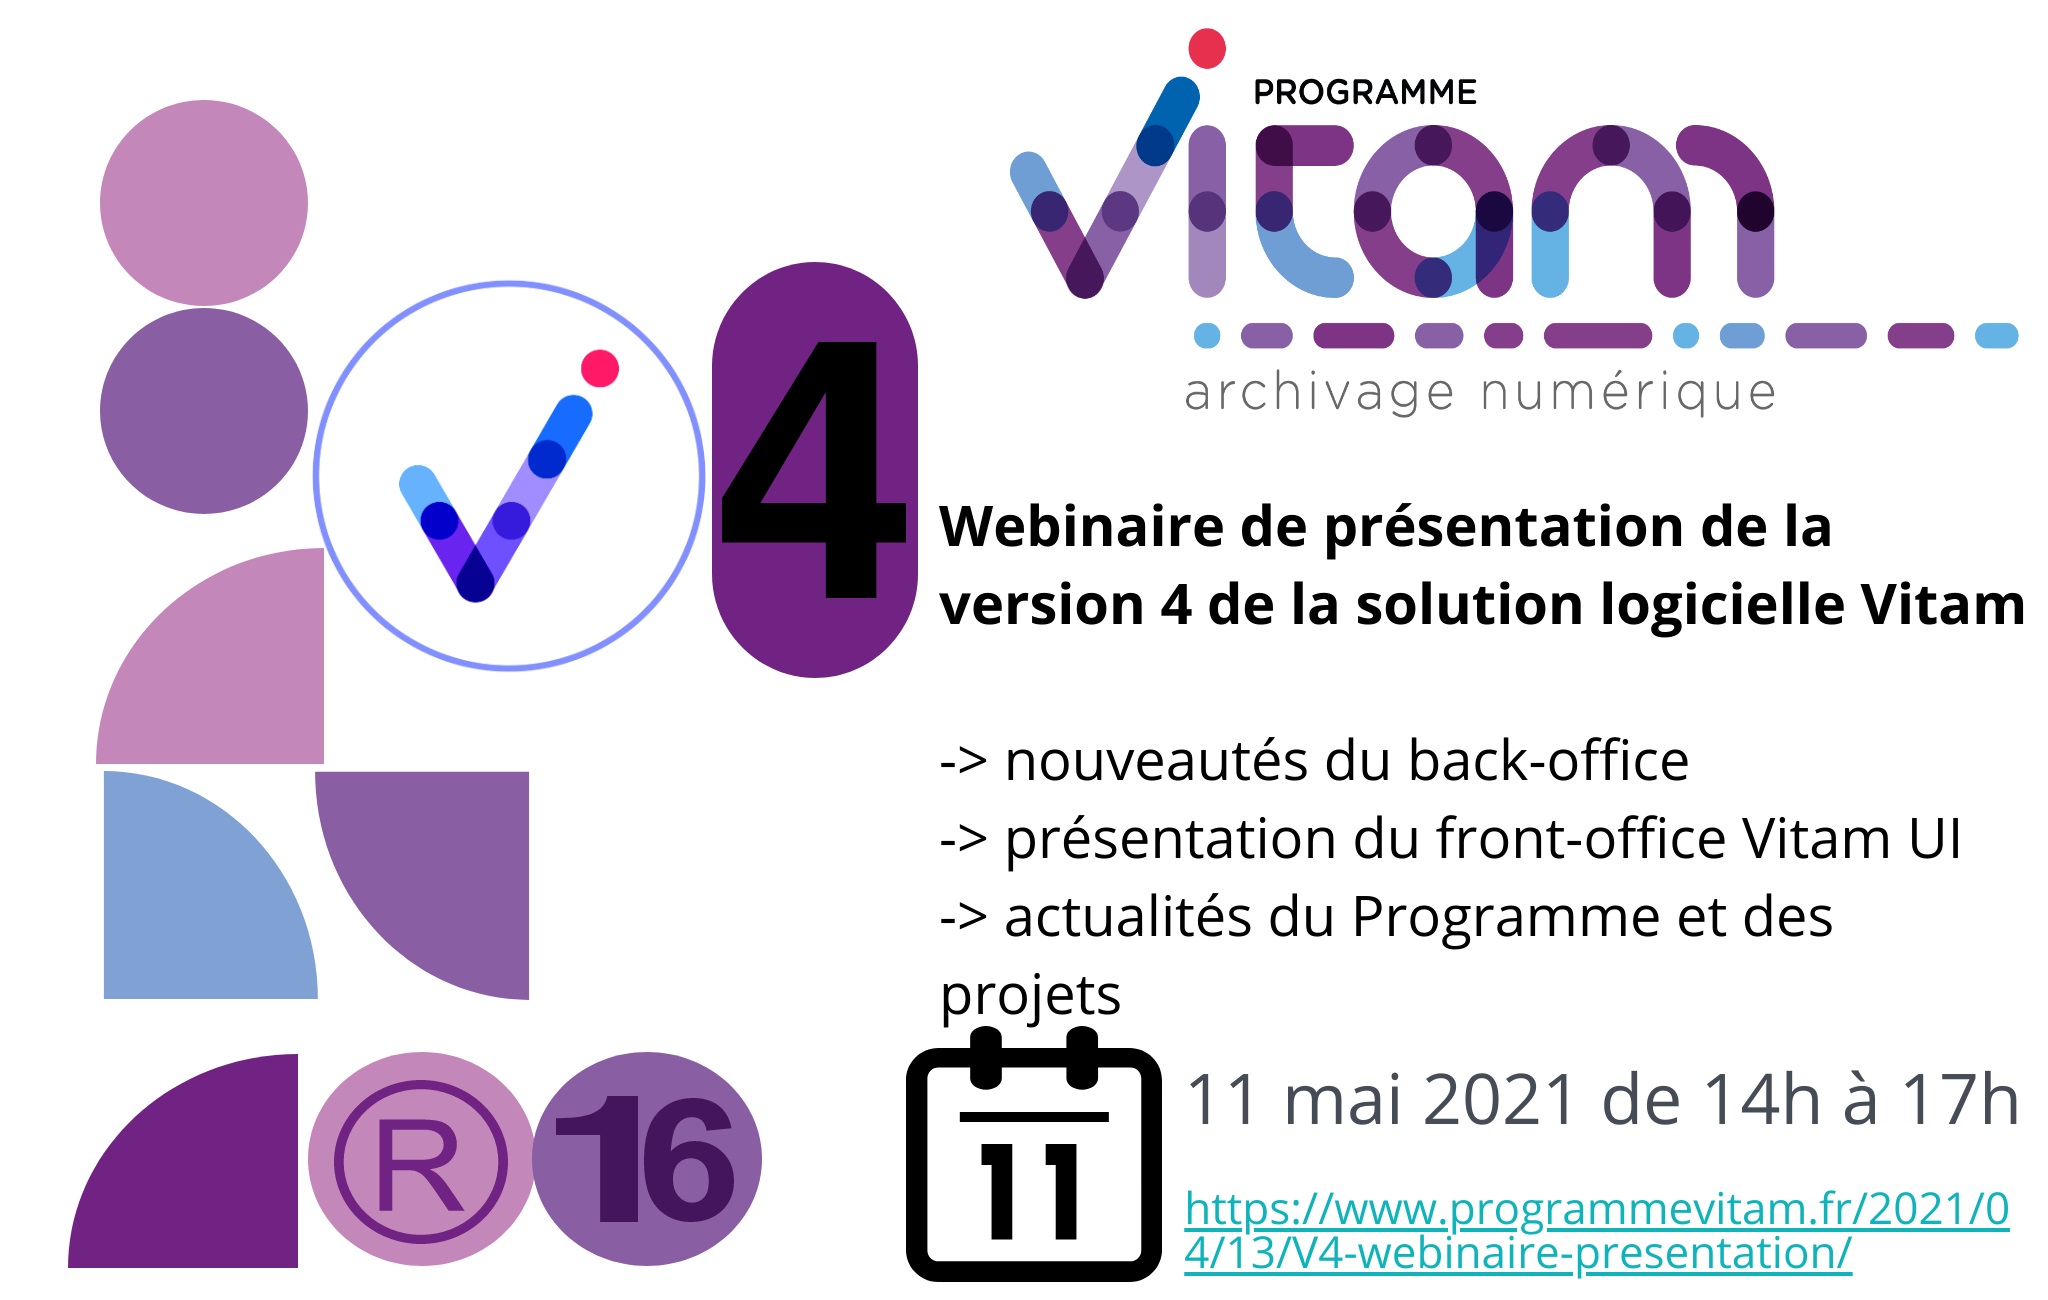 PROGRAMME
vitam
archivage numérique
4
Webinaire de présentation de la
version 4 de la solution logicielle Vitam
-> nouveautés du back-office
-> présentation du front-office Vitam UI
-> actualités du Programme et des
projets
R 16
11
11 mai 2021 de 14h à 17h
https://www.programmevitam.fr/2021/0
4/13/V4-webinaire-presentation/